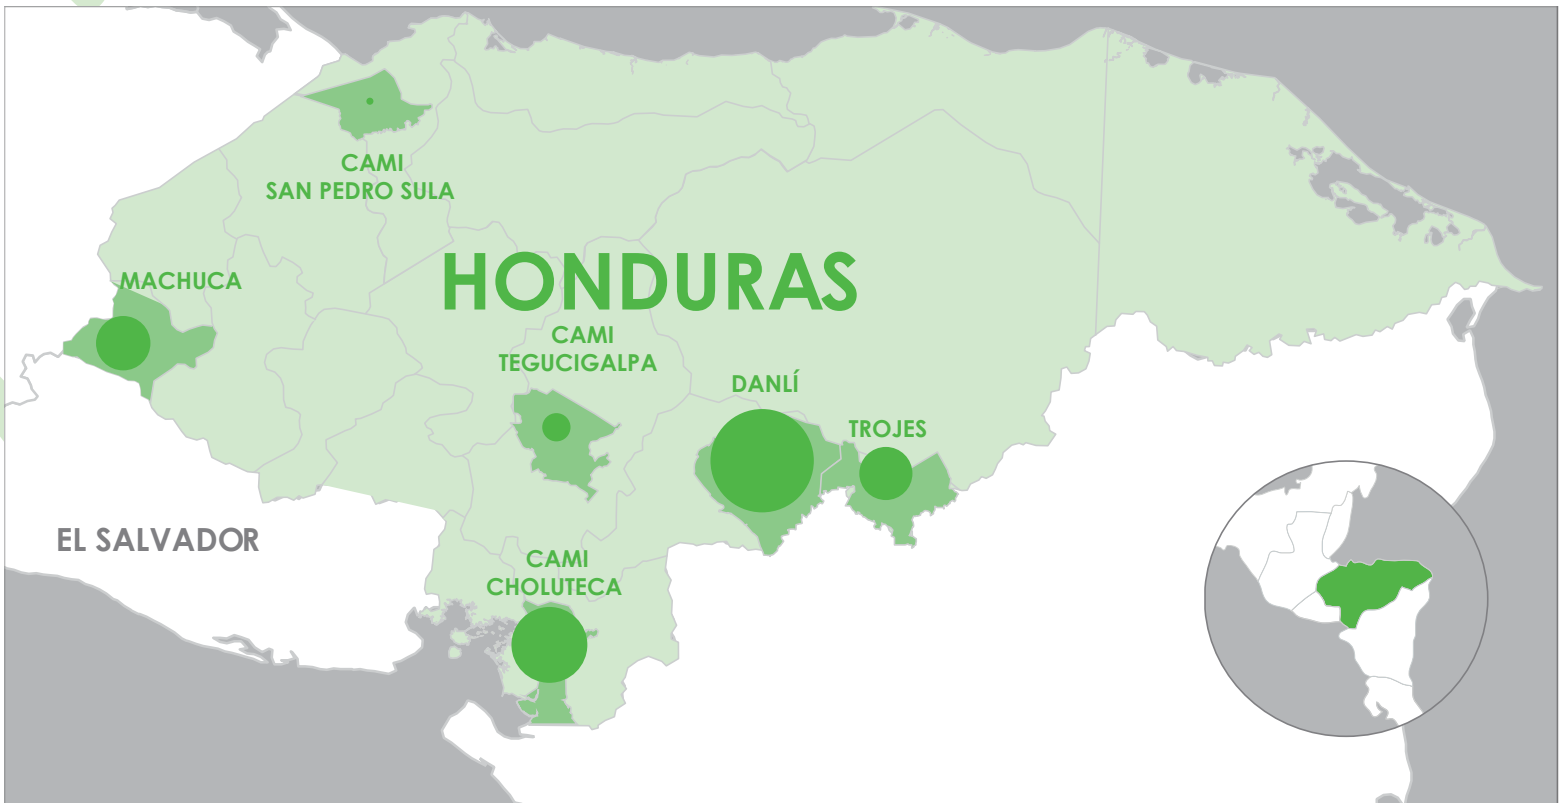 CAMI
SAN PEDRO SULA
MACHUCA
HONDURAS
CAMI
TEGUCIGALPA
DANLÍ
TROJES
EL SALVADOR
CAMI
CHOLUTECA